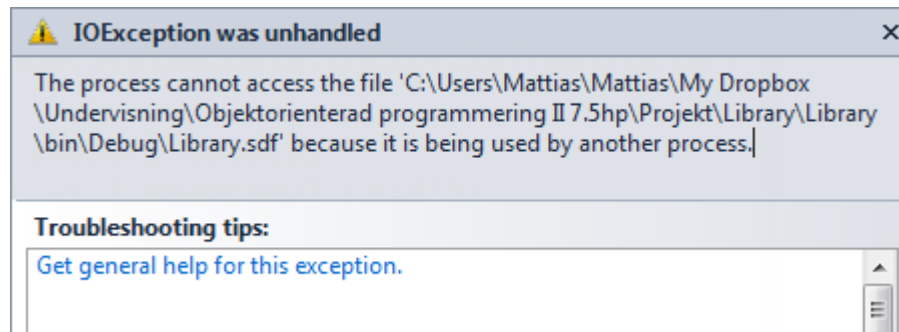 IOException was unhandled
The process cannot access the file 'C:\Users\Mattias\Mattias\My Dropbox
\Undervisning\Objektorienterad programmering II 7.5hp\Projekt\Library\Library
\bin\Debug\Library.sdf' because it is being used by another process.
Troubleshooting tips:
Get general help for this exception.